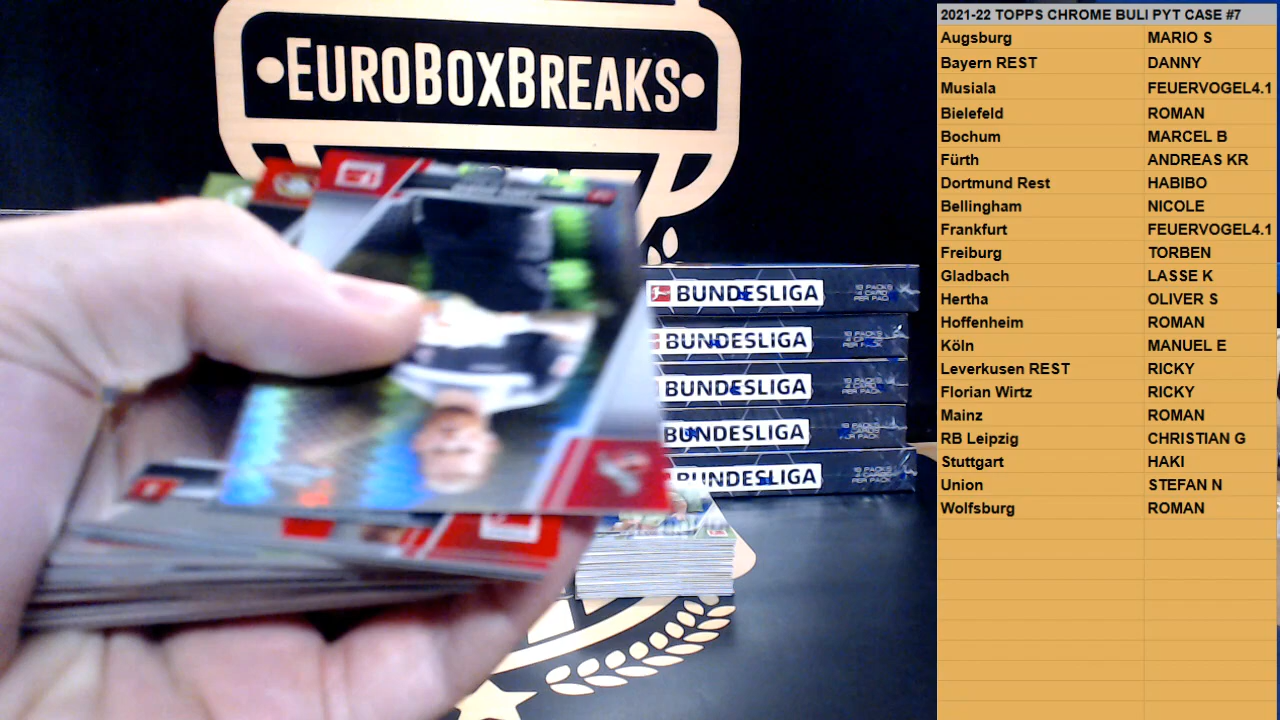 EUROBOXBREAKS
BUNDESLIGA
BUNDESLIGA
BUNDESLIGA
BUNDESLIGA
BUNDESLIGA
2021-22 TOPPS CHROME BULI PYT CASE #7
Augsburg MARIO S
Bayern REST DANNY
Musiala FEUERVOGEL4.1
Bielefeld ROMAN
Bochum MARCEL B
Fürth ANDREAS KR
Dortmund Rest HABIBO
Bellingham NICOLE
Frankfurt FEUERVOGEL4.1
Freiburg TORBEN
Gladbach LASSE K
Hertha OLIVER S
Hoffenheim ROMAN
Köln MANUEL E
Leverkusen REST RICKY
Florian Wirtz RICKY
Mainz ROMAN
RB Leipzig CHRISTIAN G
Stuttgart HAKI
Union STEFAN N
Wolfsburg ROMAN